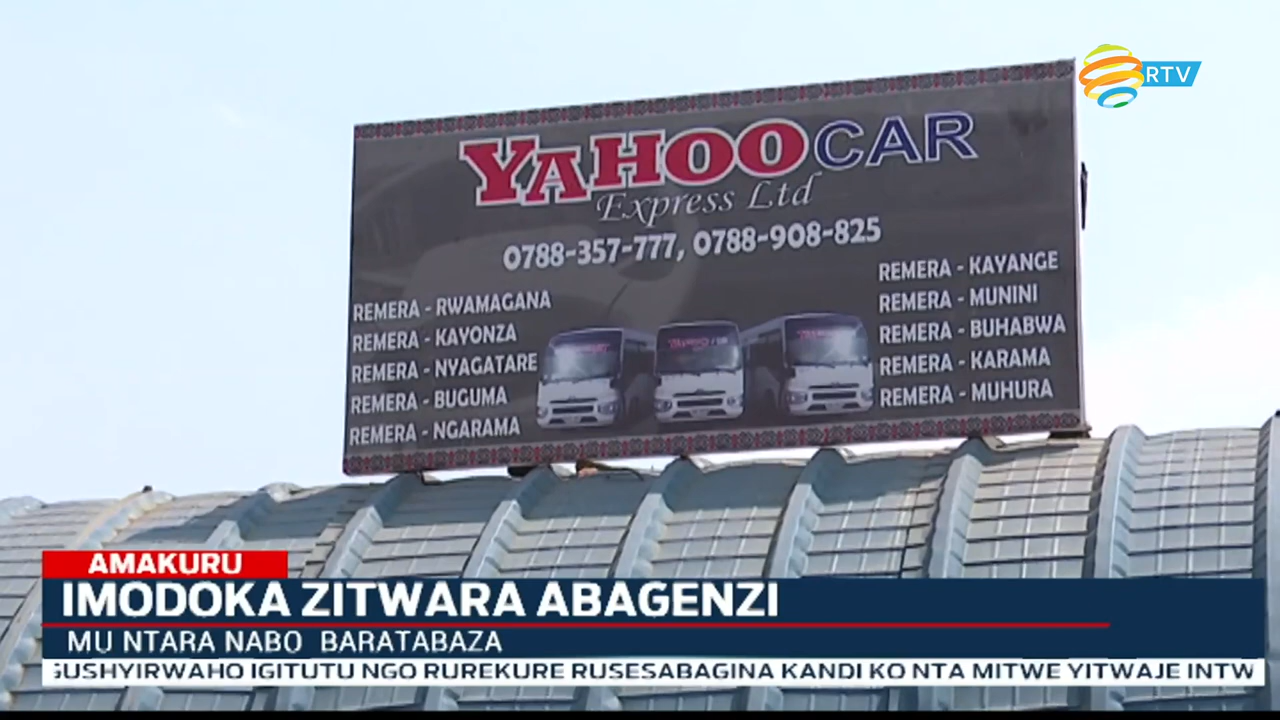 RTV
YAHOO CAR
Express Ltd
0788-357-777, 0788-908-825
REMERA - RWAMAGANA
REMERA - KAYONZA
REMERA - NYAGATARE
REMERA - BUGUMA
REMERA - NGARAMA
REMERA - KAYANGE
REMERA - MUNINI
REMERA - BUHABWA
REMERA - KARAMA
REMERA - MUHURA
AMAKURU
IMODOKA ZITWARA ABAGENZI
MU NTARA NABO BARATABAZA
GUSHYIRWAHO IGITUTU NGO RUREKURE RUSESABAGINA KANDI KO NTA MITWE YITWAJE INTW